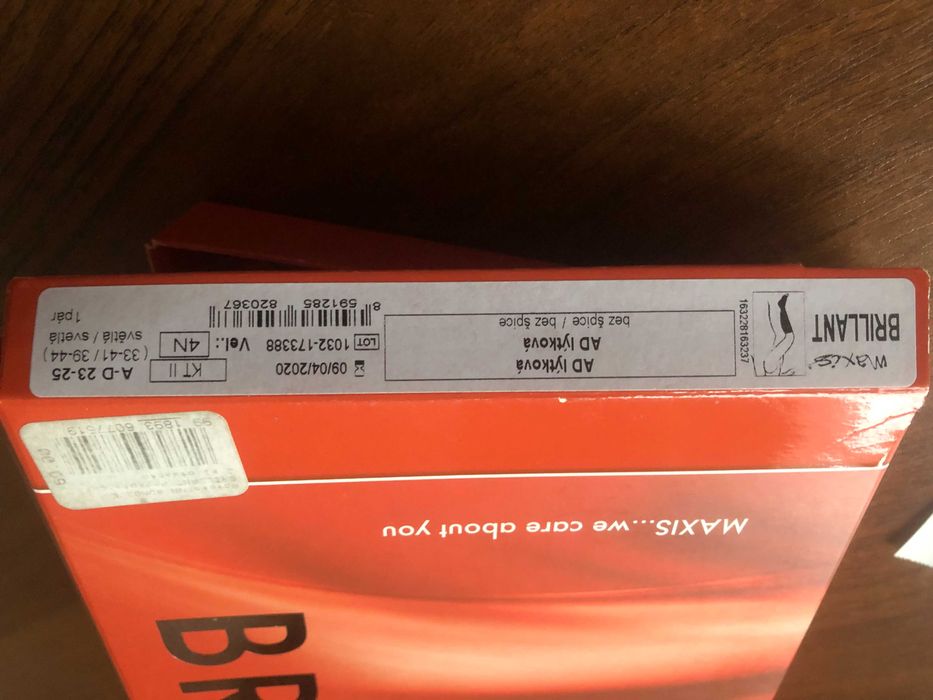 Maxis
BRILLANT
163228163237
AD lýtková
AD lýtková
bez špice / bez špice
09/04/2020
LOT 1032-173388
8 591285 820367
KT II
Vel.: 4N
A-D 23-25
(33-41 / 39-44)
světlá / svetlá
1 pár
MAXIS...we care about you
BR